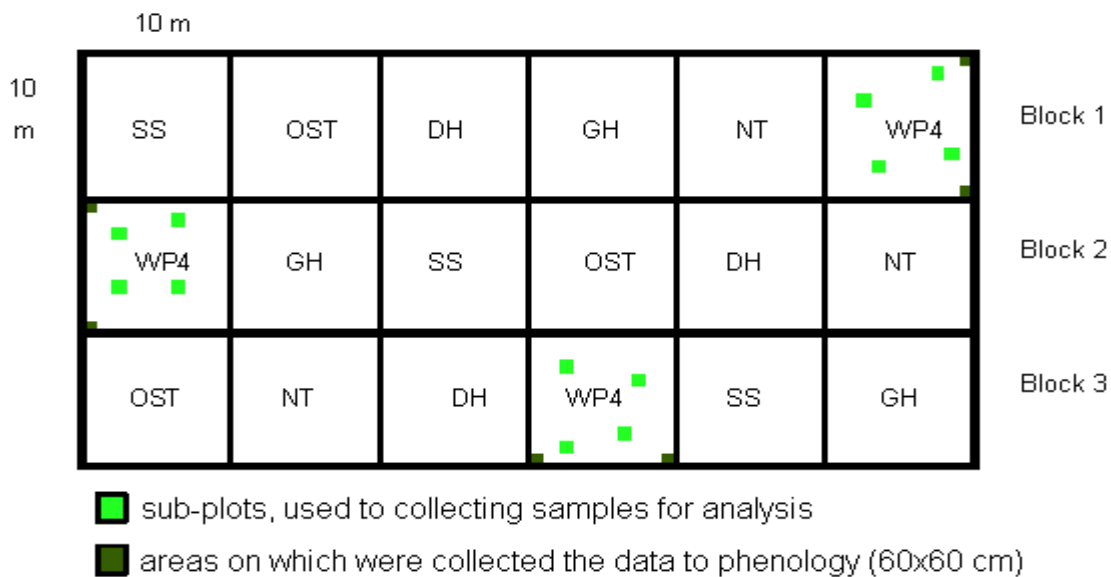 10 m
10
m
SS OST DH GH NT WP4 Block 1
WP4 GH SS OST DH NT Block 2
OST NT DH WP4 SS GH Block 3
sub-plots, used to collecting samples for analysis
areas on which were collected the data to phenology (60x60 cm)